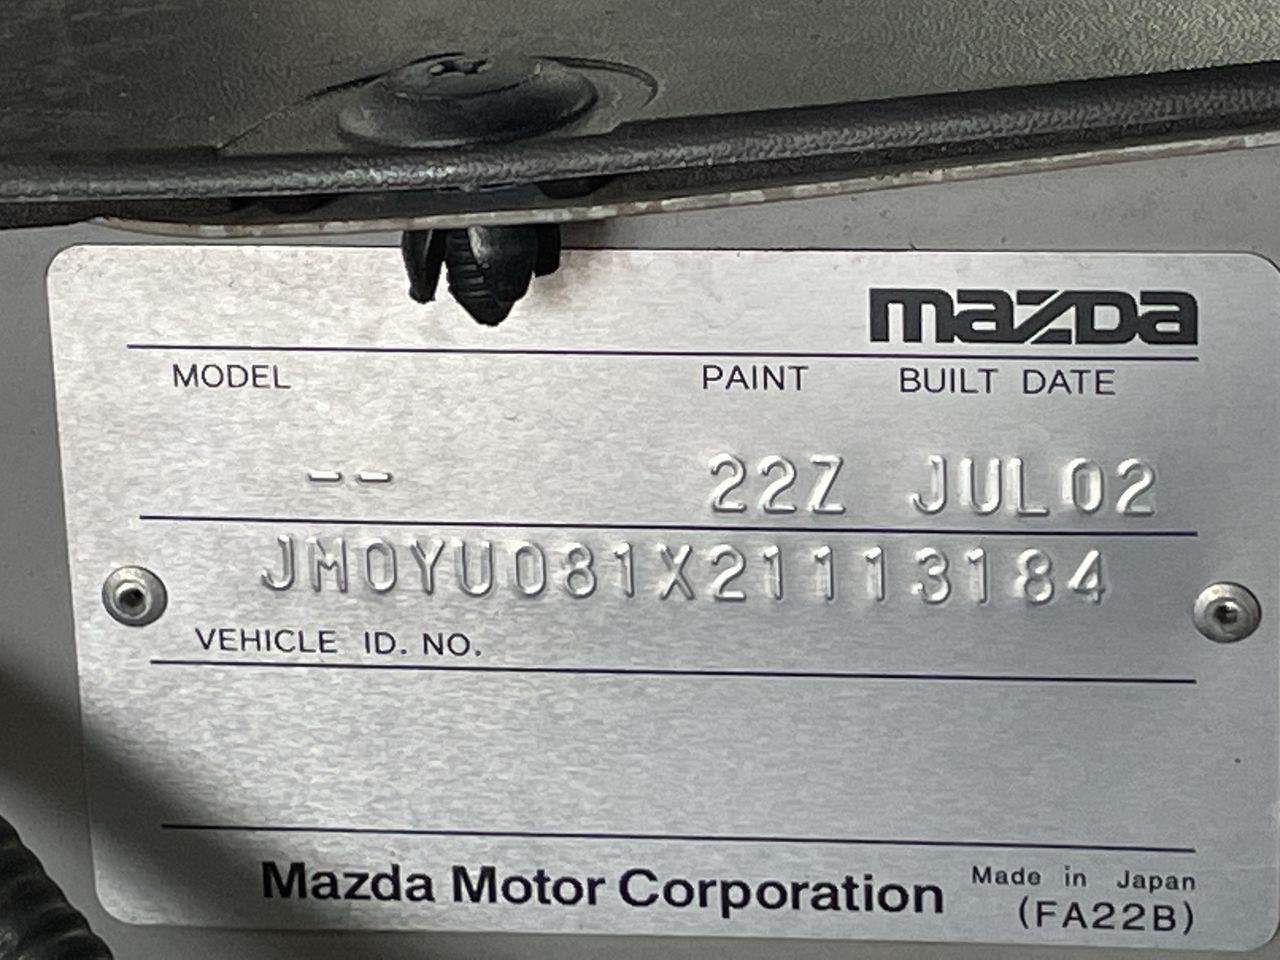 mazda
MODEL PAINT BUILT DATE
-- 22Z JUL02
JM0YU081X21113184
VEHICLE ID. NO.
Mazda Motor Corporation Made in Japan
(FA22B)